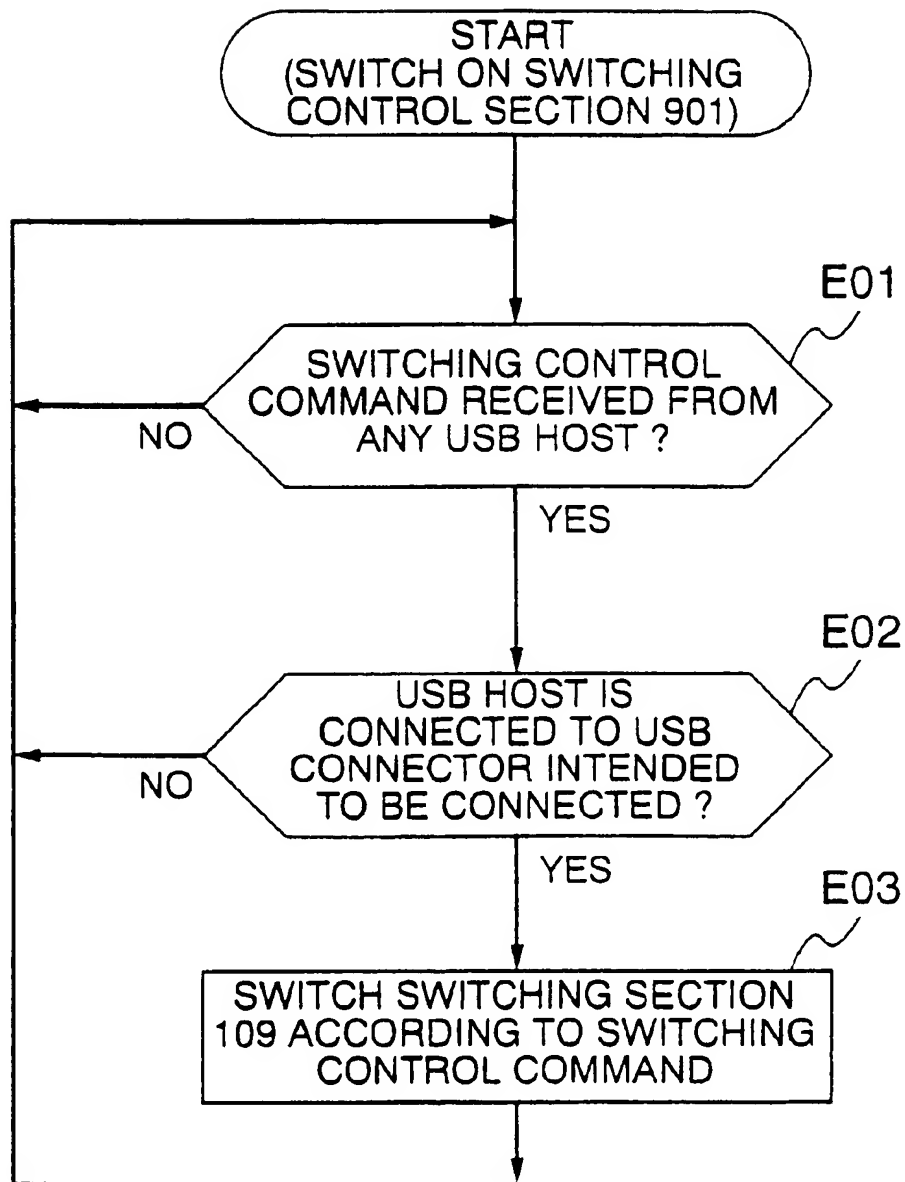 START
(SWITCH ON SWITCHING
CONTROL SECTION 901)
E01
SWITCHING CONTROL
COMMAND RECEIVED FROM
ANY USB HOST ?
NO
YES
E02
USB HOST IS
CONNECTED TO USB
CONNECTOR INTENDED
TO BE CONNECTED ?
NO
YES
E03
SWITCH SWITCHING SECTION
109 ACCORDING TO SWITCHING
CONTROL COMMAND